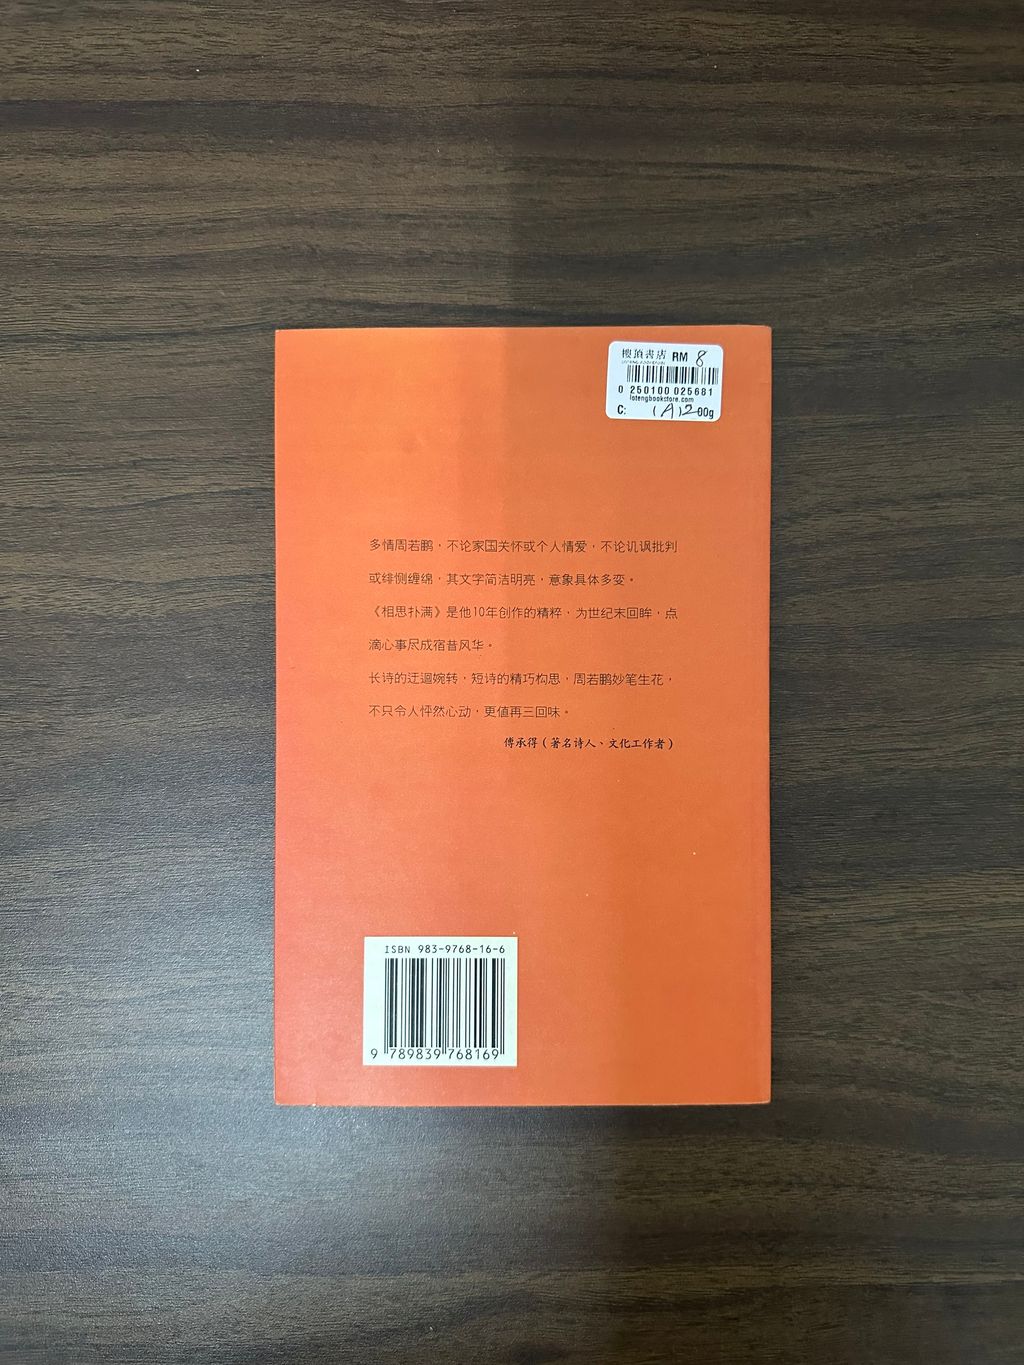 樓頂書店 RM 8
0 250100 025681
lotengbookstore.com
C: 1A1200g
多情周若鹏，不论家国关怀或个人情爱，不论讥讽批判
或绯恻缠绵，其文字简洁明亮，意象具体多变。
《相思扑满》是他10年创作的精粹，为世纪末回眸，点
滴心事尽成宿昔风华。
长诗的迂迴婉转，短诗的精巧构思，周若鹏妙笔生花，
不只令人怦然心动，更值再三回味。
傅承得（著名诗人、文化工作者）
ISBN 983-9768-16-6
9 789839 768169